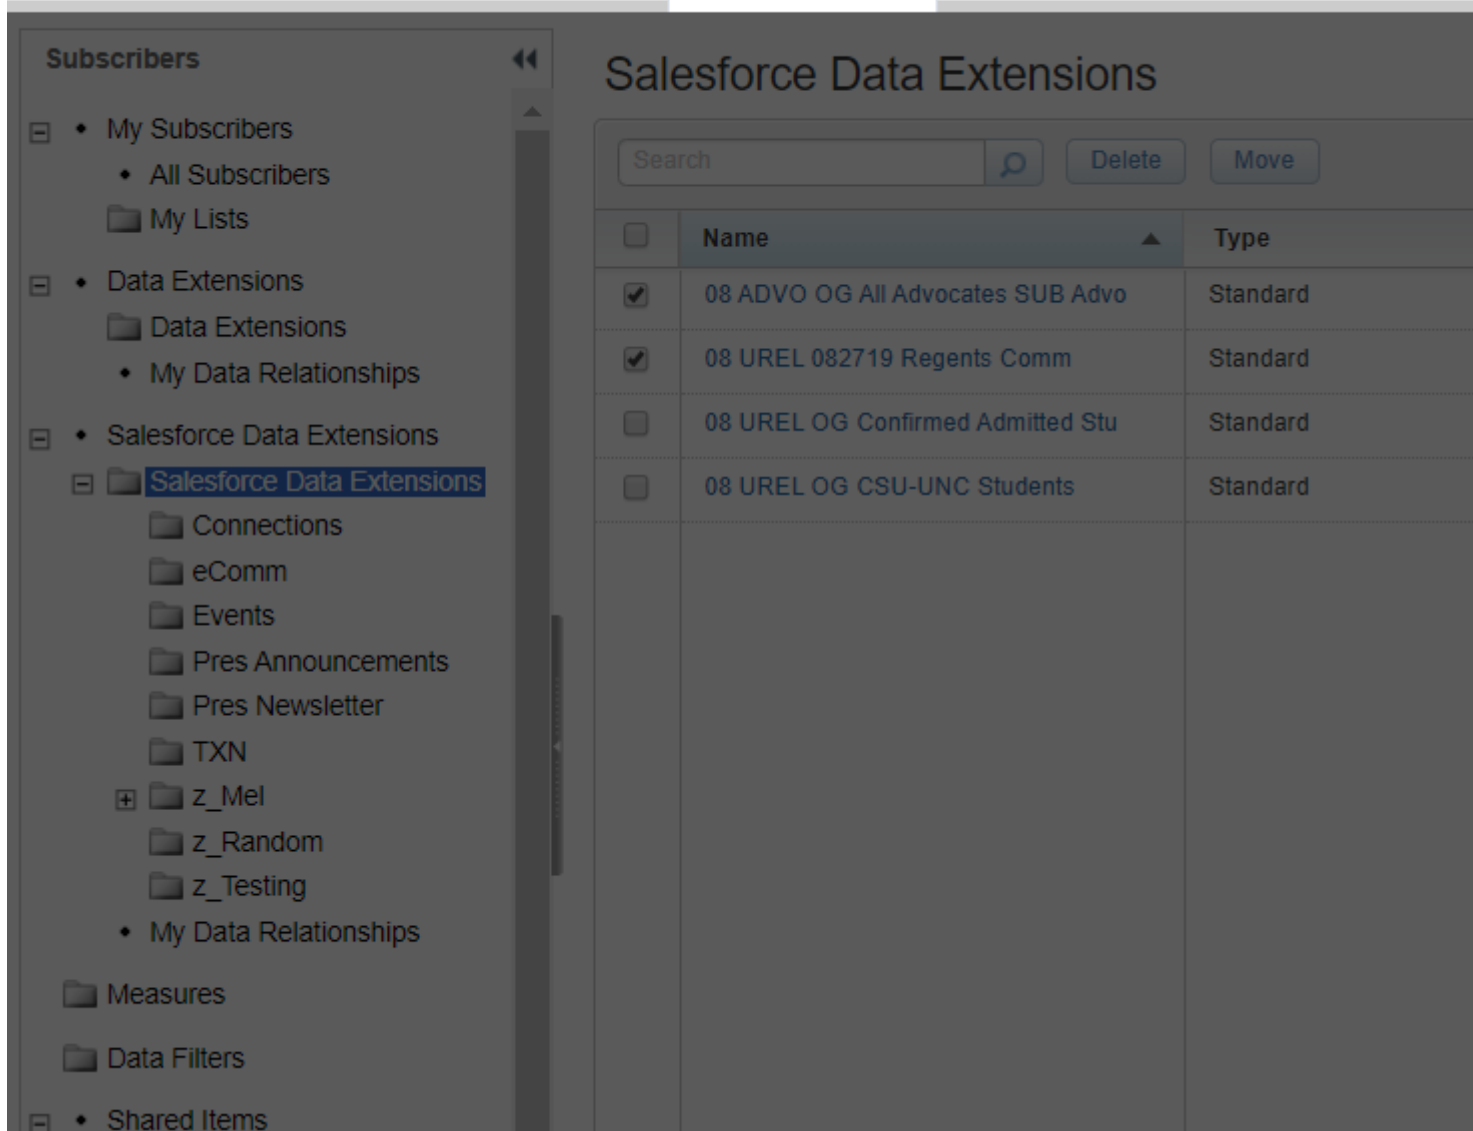 Subscribers
My Subscribers
All Subscribers
My Lists
Data Extensions
Data Extensions
My Data Relationships
Salesforce Data Extensions
Salesforce Data Extensions
Connections
eComm
Events
Pres Announcements
Pres Newsletter
TXN
z_Mel
z_Random
z_Testing
My Data Relationships
Measures
Data Filters
Shared Items
Salesforce Data Extensions
Search Delete Move
Name Type
08 ADVO OG All Advocates SUB Advo Standard
08 UREL 082719 Regents Comm Standard
08 UREL OG Confirmed Admitted Stu Standard
08 UREL OG CSU-UNC Students Standard